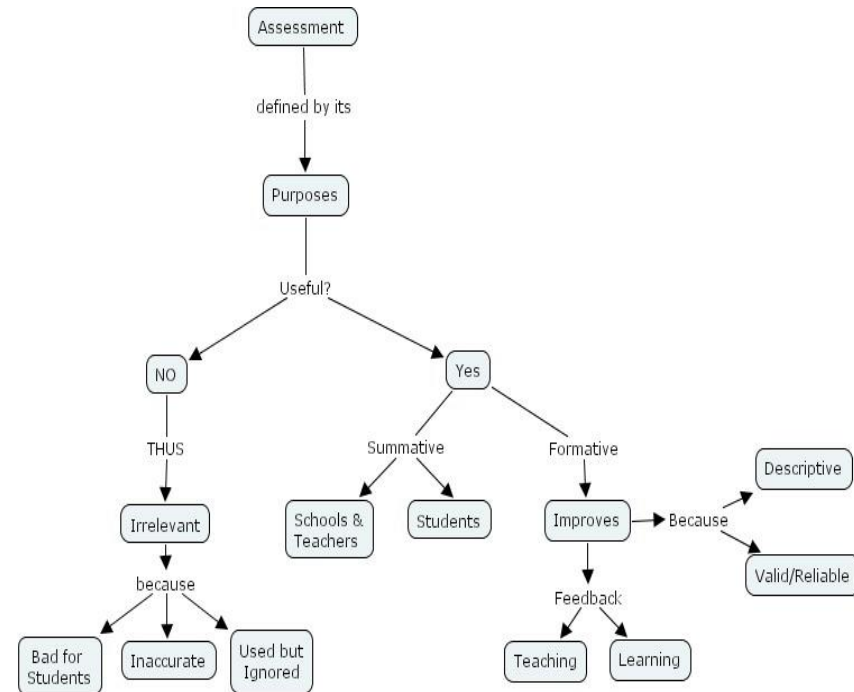 Assessment
defined by its
Purposes
Useful?
NO
Yes
THUS
Summative
Formative
Descriptive
Irrelevant
Schools &
Teachers
Students
Improves
Because
because
Valid/Reliable
Feedback
Bad for
Students
Inaccurate
Used but
Ignored
Teaching
Learning